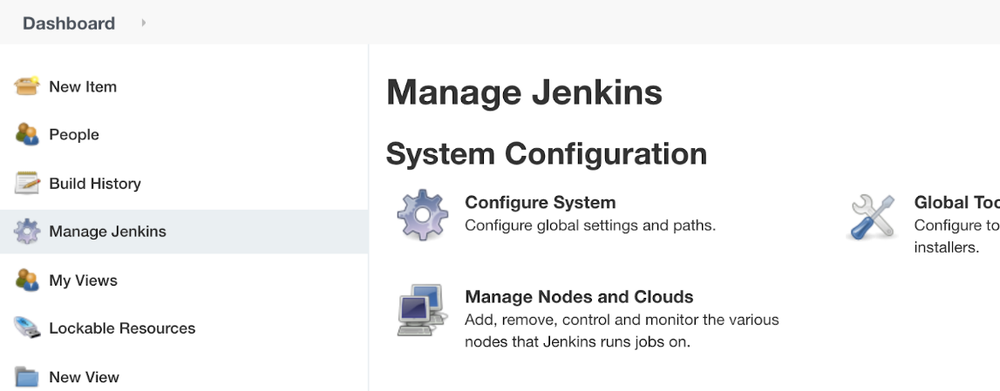 Dashboard
New Item
People
Build History
Manage Jenkins
My Views
Lockable Resources
New View
Manage Jenkins
System Configuration
Configure System
Configure global settings and paths.
Manage Nodes and Clouds
Add, remove, control and monitor the various
nodes that Jenkins runs jobs on.
Global
Configure to
installers.